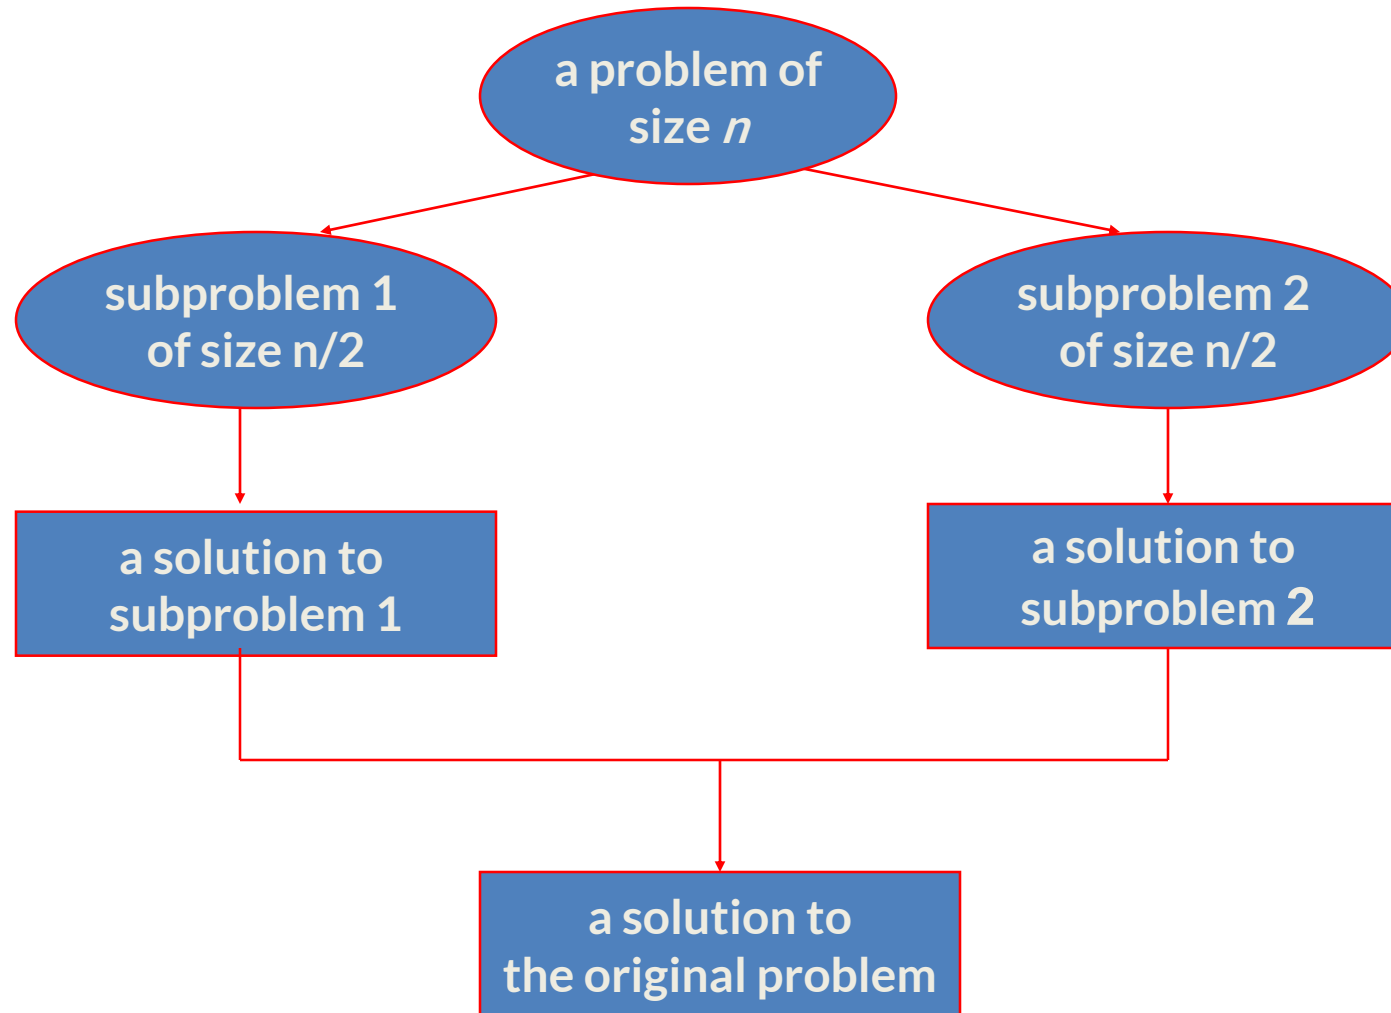 a problem of
size n
subproblem 1
of size n/2
subproblem 2
of size n/2
a solution to
subproblem 1
a solution to
subproblem 2
a solution to
the original problem